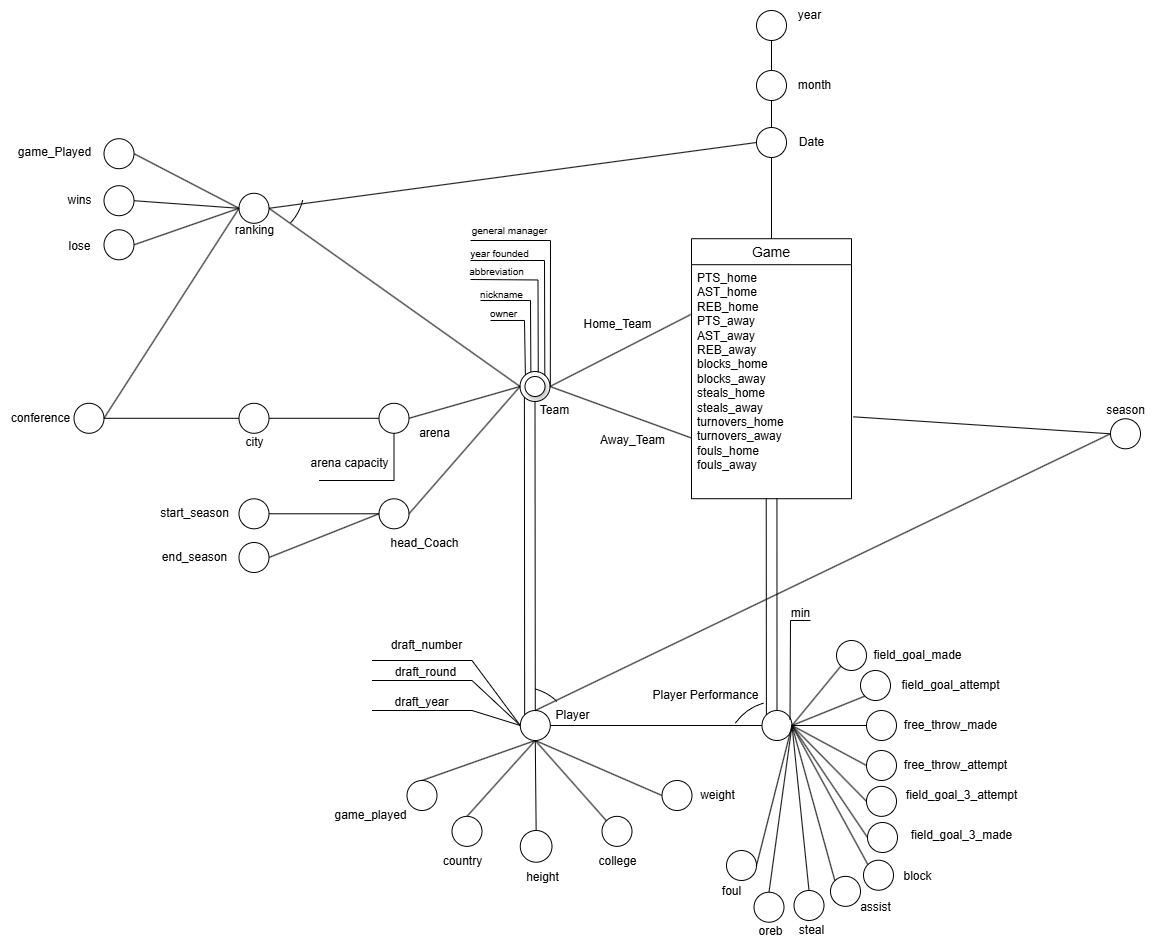 year
month
Date
game_Played
wins
lose
ranking
general manager
year founded
abbreviation
nickname
owner
Game
PTS_home
AST_home
REB_home
PTS_away
AST_away
REB_away
blocks_home
blocks_away
steals_home
steals_away
turnovers_home
turnovers_away
fouls_home
fouls_away
Home_Team
Team
Away_Team
season
conference
city
arena
arena capacity
start_season
head_Coach
end_season
min
draft_number
draft_round
draft_year
Player
Player Performance
field_goal_made
field_goal_attempt
free_throw_made
free_throw_attempt
field_goal_3_attempt
field_goal_3_made
block
assist
steal
oreb
foul
weight
game_played
country
height
college